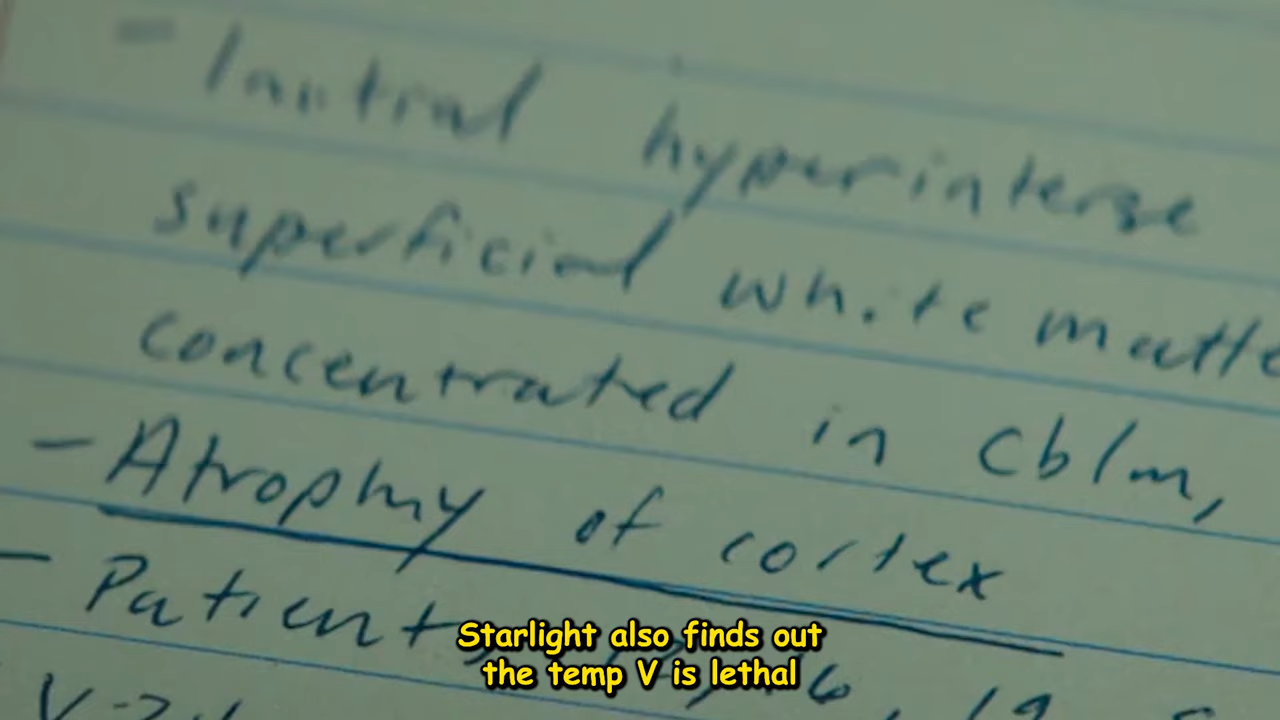 - Initial hyperintense
superficial white matte
concentrated in Cblm,
- Atrophy of cortex
- Patient
Starlight also finds out
the temp V is lethal